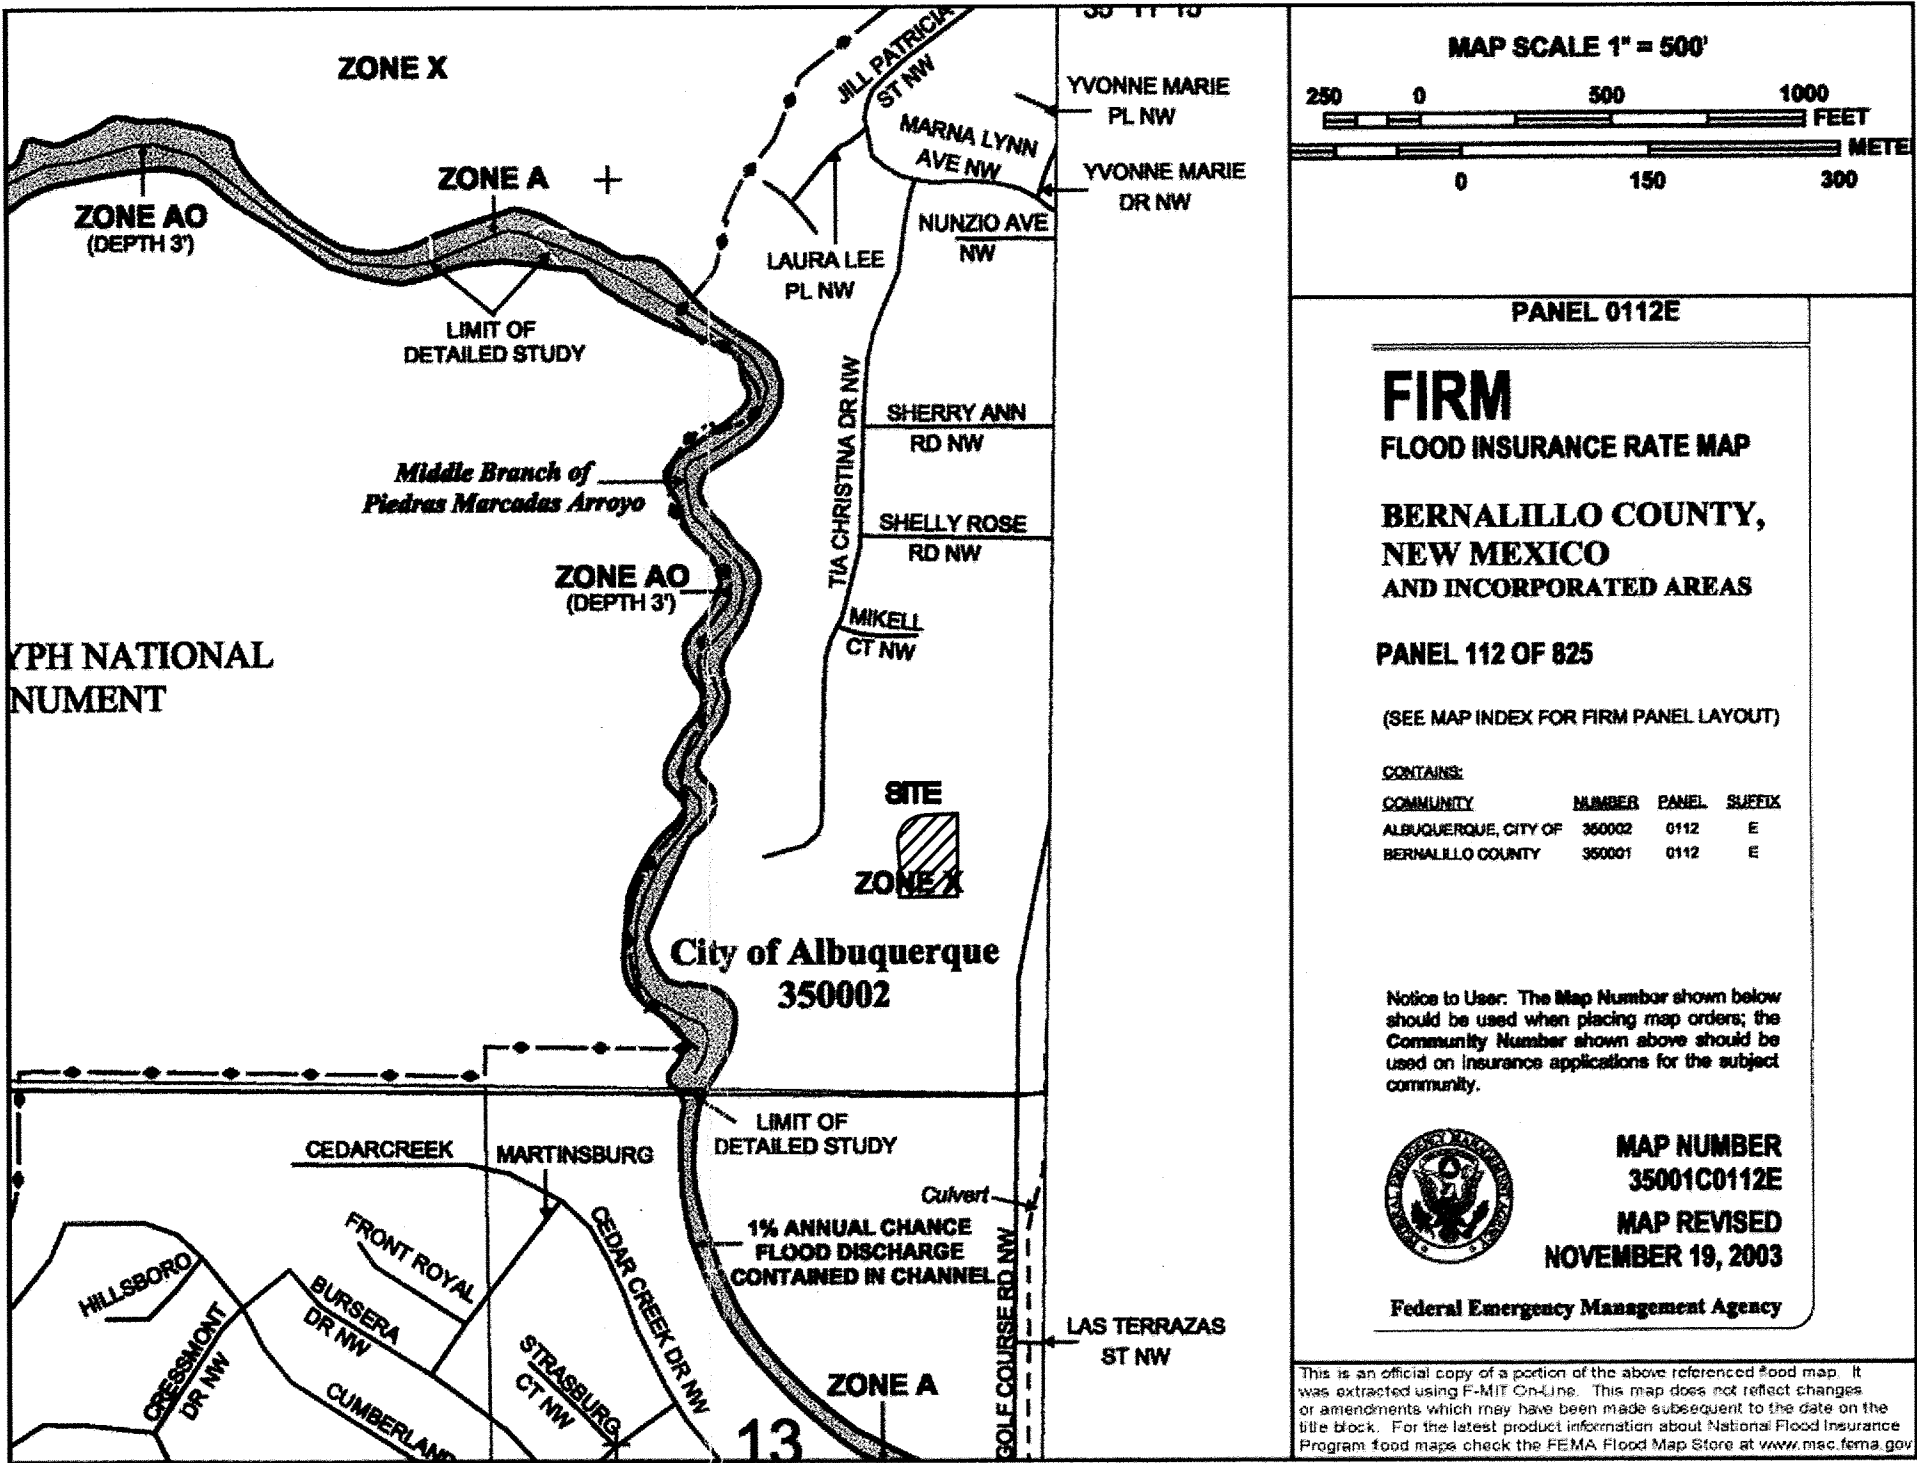 ZONE X
ZONE A
ZONE AO
(DEPTH 3')
LIMIT OF
DETAILED STUDY
JILL PATRICIA
ST NW
MARNA LYNN
AVE NW
YVONNE MARIE
PL NW
YVONNE MARIE
DR NW
NUNZIO AVE
NW
LAURA LEE
PL NW
TIA CHRISTINA DR NW
SHERRY ANN
RD NW
SHELLY ROSE
RD NW
MIKELL
CT NW
Middle Branch of
Piedras Marcadas Arroyo
ZONE AO
(DEPTH 3')
YPH NATIONAL
NUMENT
SITE
ZONE X
City of Albuquerque
350002
LIMIT OF
DETAILED STUDY
CEDARCREEK
MARTINSBURG
Culvert
1% ANNUAL CHANCE
FLOOD DISCHARGE
CONTAINED IN CHANNEL
FRONT ROYAL
HILLSBORO
BURSERA
DR NW
CRESSMONT
DR NW
CUMBERLAND
STRASBURG
CT NW
CEDAR CREEK DR NW
GOLF COURSE RD NW
LAS TERRAZAS
ST NW
ZONE A
13
MAP SCALE 1" = 500'
250 0 500 1000
FEET
METE
0 150 300
PANEL 0112E
FIRM
FLOOD INSURANCE RATE MAP
BERNALILLO COUNTY,
NEW MEXICO
AND INCORPORATED AREAS
PANEL 112 OF 825
(SEE MAP INDEX FOR FIRM PANEL LAYOUT)
CONTAINS:
COMMUNITY NUMBER PANEL SUFFIX
ALBUQUERQUE, CITY OF 350002 0112 E
BERNALILLO COUNTY 350001 0112 E
Notice to User: The Map Number shown below
should be used when placing map orders; the
Community Number shown above should be
used on insurance applications for the subject
community.
MAP NUMBER
35001C0112E
MAP REVISED
NOVEMBER 19, 2003
Federal Emergency Management Agency
This is an official copy of a portion of the above referenced flood map. It
was extracted using F-MIT On-Line. This map does not reflect changes
or amendments which may have been made subsequent to the date on the
title block. For the latest product information about National Flood Insurance
Program flood maps check the FEMA Flood Map Store at www.msc.fema.gov